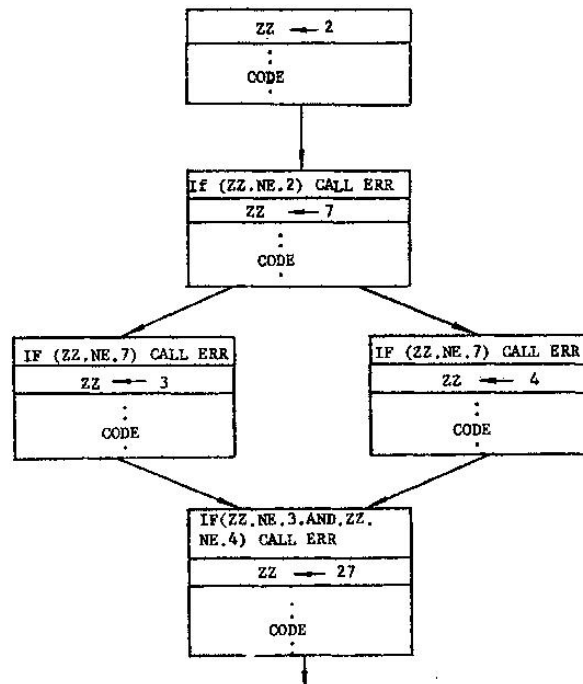 ZZ ← 2
CODE
If (ZZ.NE.2) CALL ERR
ZZ ← 7
CODE
IF (ZZ.NE.7) CALL ERR
ZZ ← 3
CODE
IF (ZZ.NE.7) CALL ERR
ZZ ← 4
CODE
IF(ZZ.NE.3.AND.ZZ.
NE.4) CALL ERR
ZZ ← 27
CODE